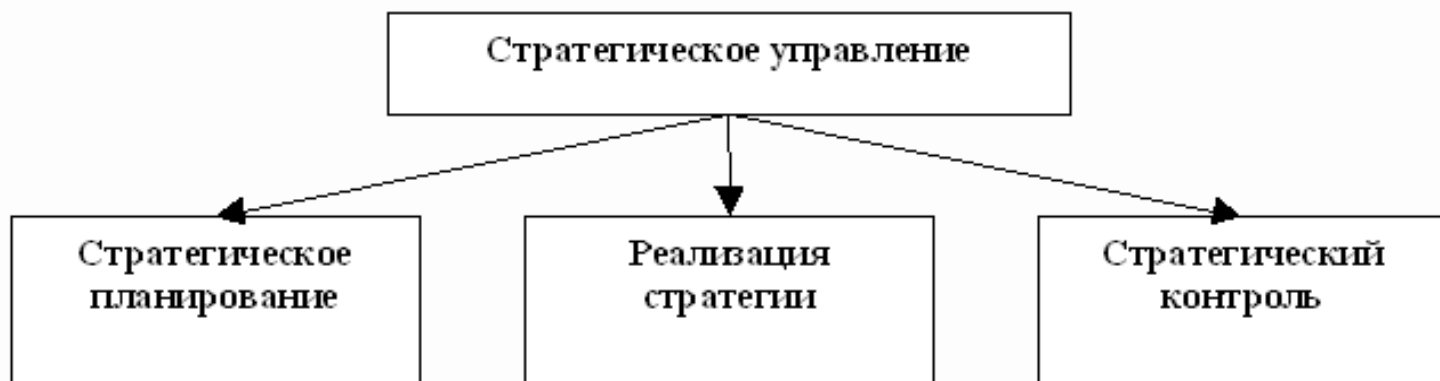 Стратегическое управление
Стратегическое
планирование
Реализация
стратегии
Стратегический
контроль